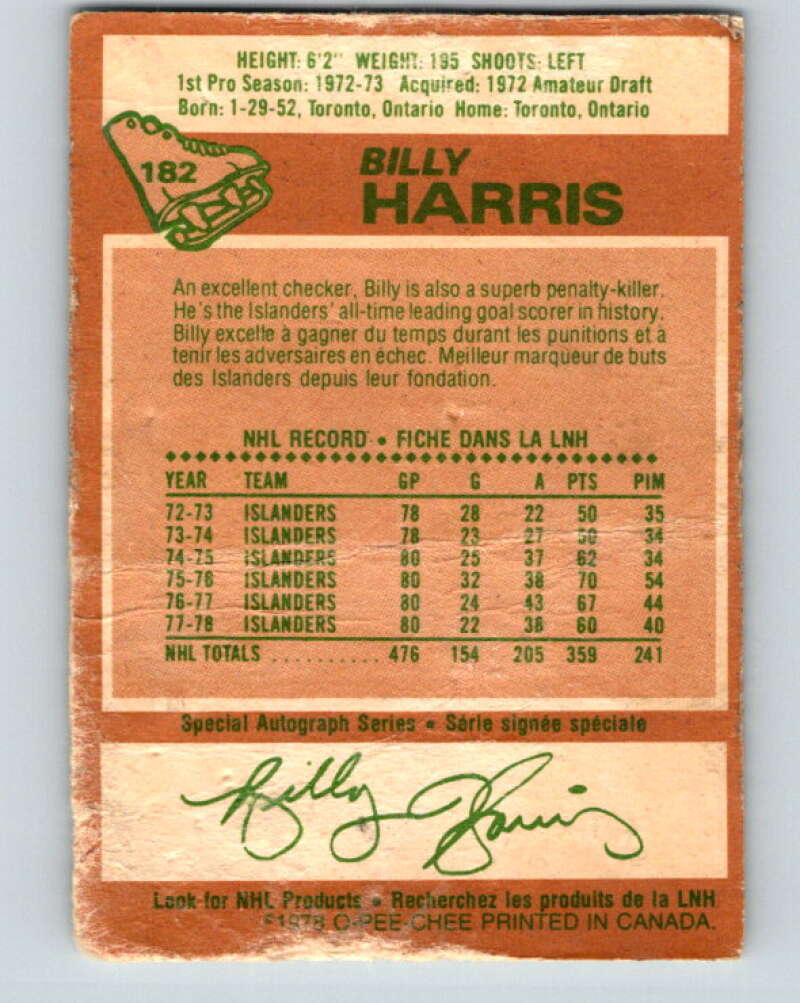 HEIGHT: 6'2" WEIGHT: 195 SHOOTS: LEFT
1st Pro Season: 1972-73 Acquired: 1972 Amateur Draft
Born: 1-29-52, Toronto, Ontario Home: Toronto, Ontario
182
BILLY
HARRIS
An excellent checker, Billy is also a superb penalty-killer.
He's the Islanders' all-time leading goal scorer in history.
Billy excelle à gagner du temps durant les punitions et à
tenir les adversaires en échec. Meilleur marqueur de buts
des Islanders depuis leur fondation.
NHL RECORD • FICHE DANS LA LNH
YEAR TEAM GP G A PTS PIM
72-73 ISLANDERS 78 28 22 50 35
73-74 ISLANDERS 78 23 27 50 34
74-75 ISLANDERS 80 25 37 62 34
75-76 ISLANDERS 80 32 38 70 54
76-77 ISLANDERS 80 24 43 67 44
77-78 ISLANDERS 80 22 38 60 40
NHL TOTALS .......... 476 154 205 359 241
Special Autograph Series • Série signée spéciale
Billy Harris
Look for NHL Products • Recherchez les produits de la LNH
©1978 O-PEE-CHEE PRINTED IN CANADA.